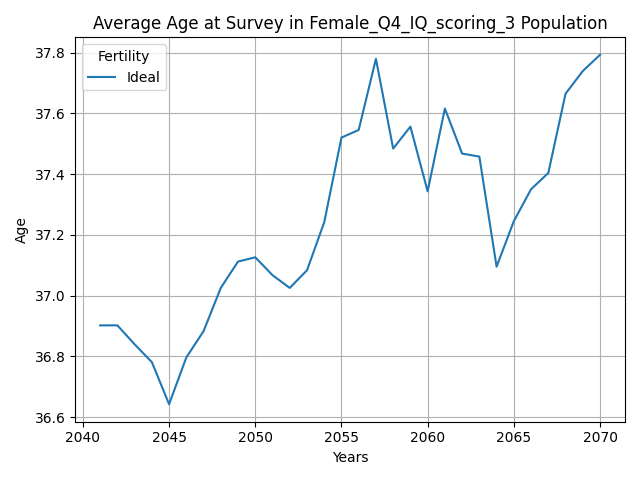 Average Age at Survey in Female_Q4_IQ_scoring_3 Population
Fertility
Ideal
37.8
37.6
37.4
37.2
37.0
36.8
36.6
Age
2040 2045 2050 2055 2060 2065 2070
Years